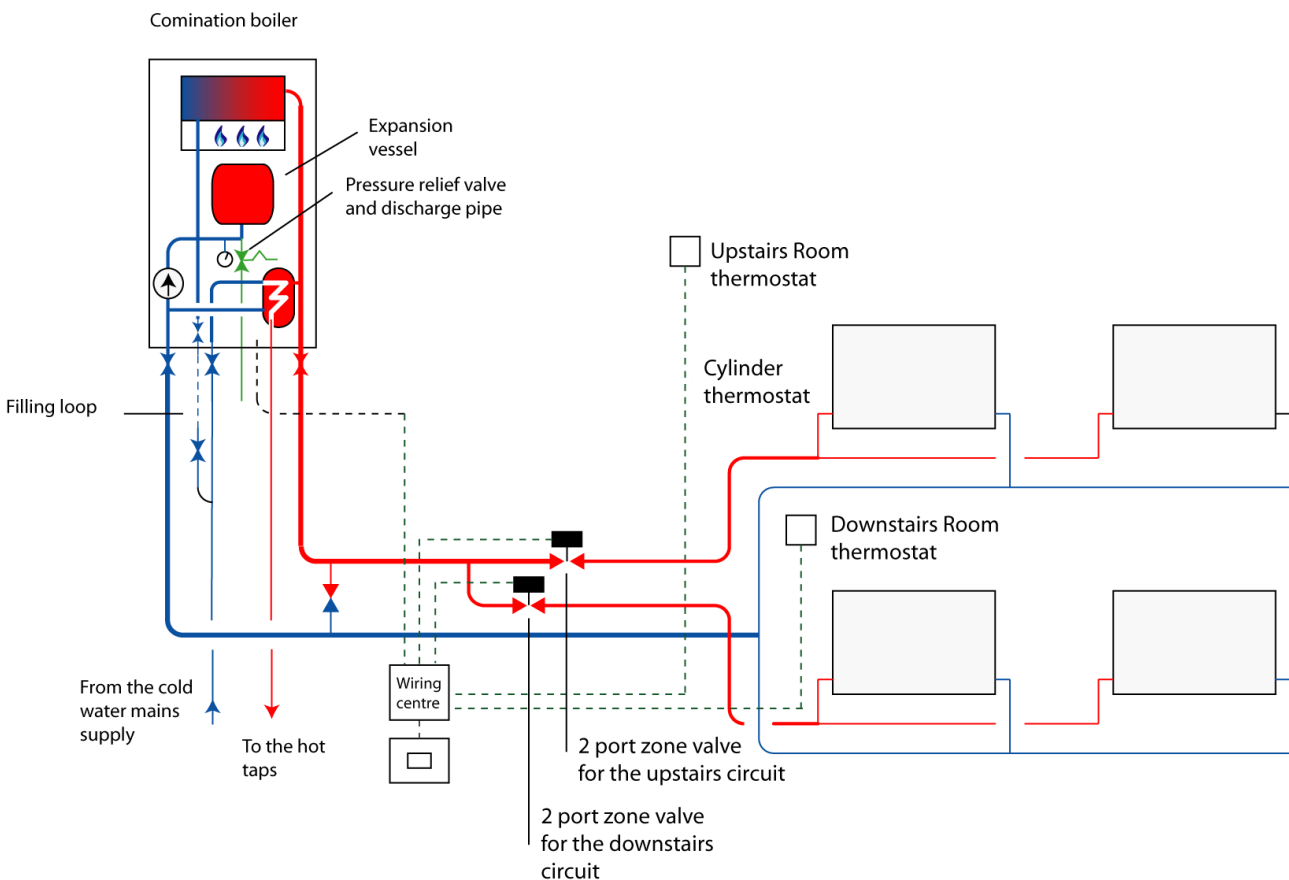 Comination boiler
Expansion
vessel
Pressure relief valve
and discharge pipe
Upstairs Room
thermostat
Cylinder
thermostat
Filling loop
Downstairs Room
thermostat
Wiring
centre
From the cold
water mains
supply
To the hot
taps
2 port zone valve
for the upstairs circuit
2 port zone valve
for the downstairs
circuit